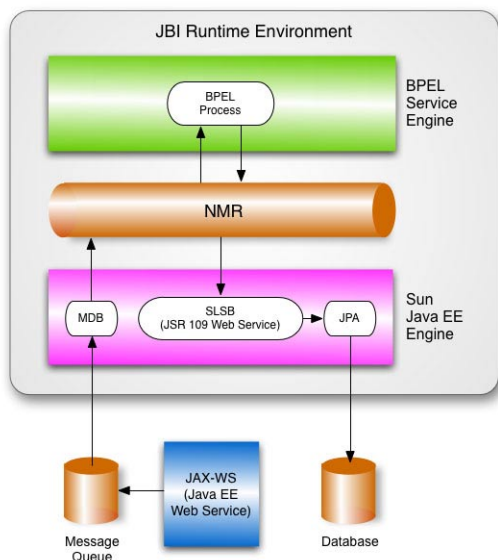 JBI Runtime Environment
BPEL
Process
BPEL
Service
Engine
NMR
MDB
SLSB
(JSR 109 Web Service)
JPA
Sun
Java EE
Engine
JAX-WS
(Java EE
Web Service)
Message
Queue
Database